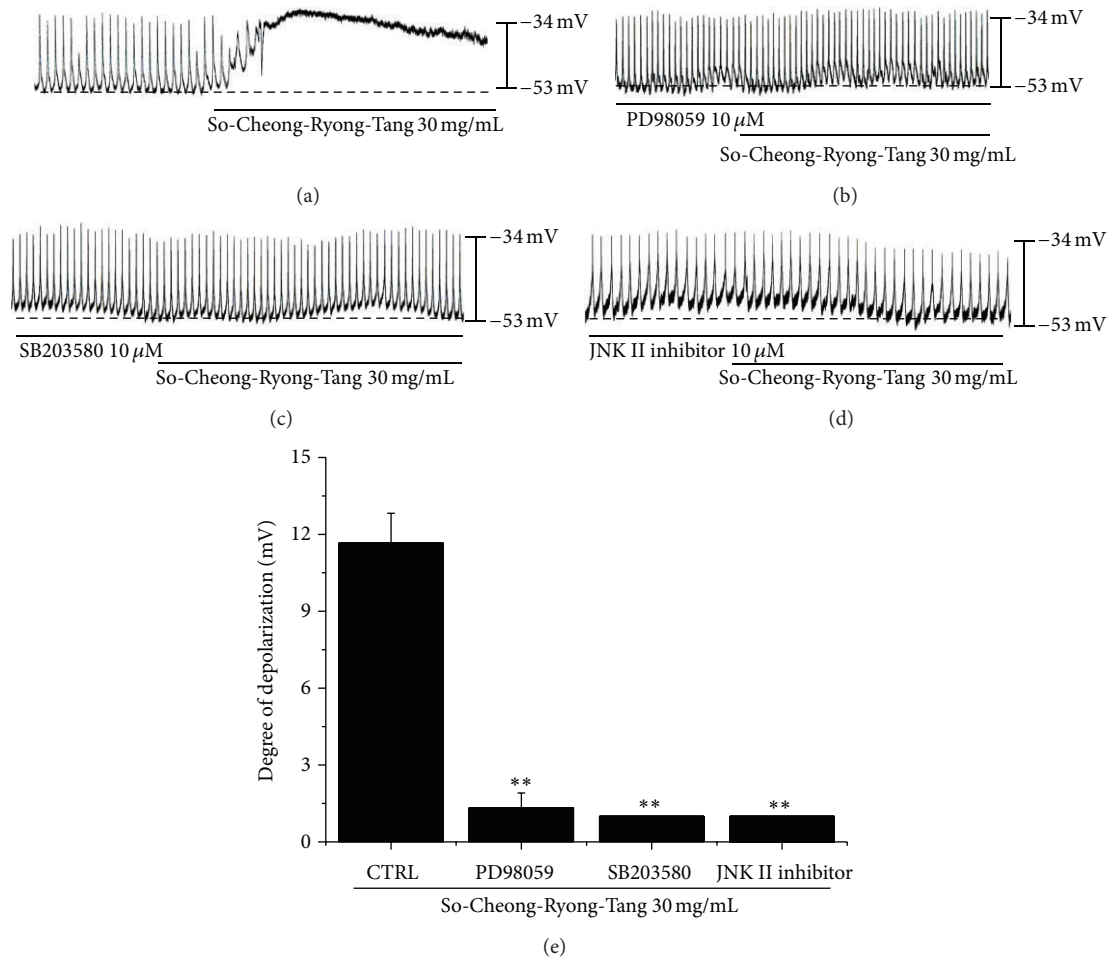 −34 mV
−53 mV
So-Cheong-Ryong-Tang 30 mg/mL
(a)
−34 mV
−53 mV
PD98059 10 μM
So-Cheong-Ryong-Tang 30 mg/mL
(b)
−34 mV
−53 mV
SB203580 10 μM
So-Cheong-Ryong-Tang 30 mg/mL
(c)
−34 mV
−53 mV
JNK II inhibitor 10 μM
So-Cheong-Ryong-Tang 30 mg/mL
(d)
Degree of depolarization (mV)
15
12
9
6
3
0
**
**
**
CTRL
PD98059
SB203580
JNK II inhibitor
So-Cheong-Ryong-Tang 30 mg/mL
(e)